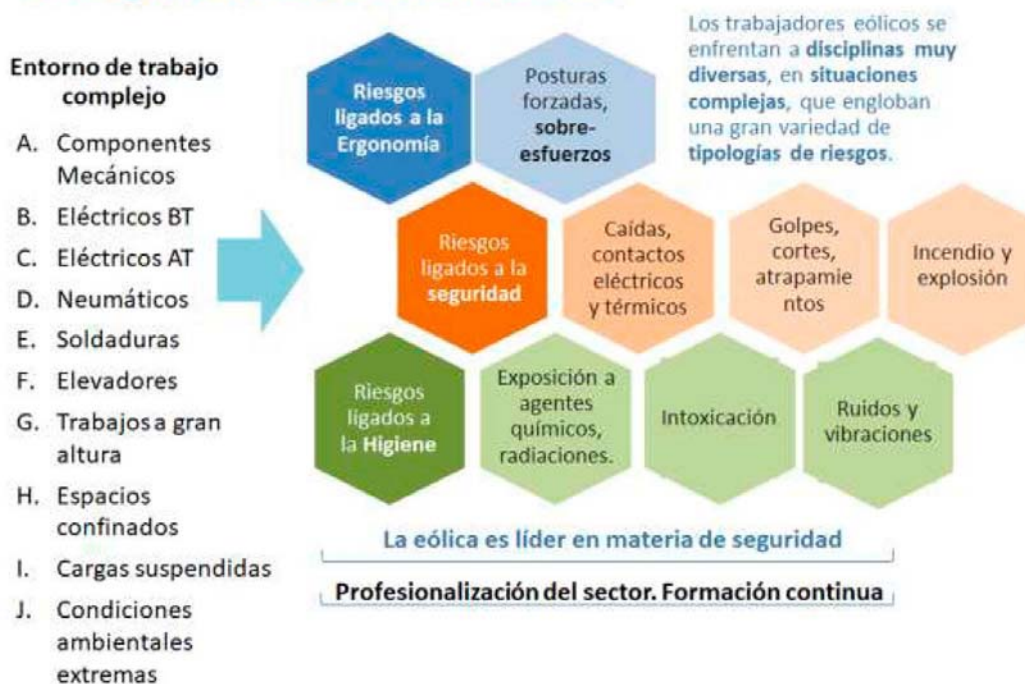 Entorno de trabajo
complejo
A. Componentes
Mecánicos
B. Eléctricos BT
C. Eléctricos AT
D. Neumáticos
E. Soldaduras
F. Elevadores
G. Trabajos a gran
altura
H. Espacios
confinados
I. Cargas suspendidas
J. Condiciones
ambientales
extremas
Riesgos
ligados a la
Ergonomía
Posturas
forzadas,
sobre-
esfuerzos
Los trabajadores eólicos se
enfrentan a disciplinas muy
diversas, en situaciones
complejas, que engloban
una gran variedad de
tipologías de riesgos.
Riesgos
ligados a la
seguridad
Caídas,
contactos
eléctricos
y térmicos
Golpes,
cortes,
atrapamie
ntos
Incendio y
explosión
Riesgos
ligados a
la Higiene
Exposición a
agentes
químicos,
radiaciones.
Intoxicación
Ruidos y
vibraciones
La eólica es líder en materia de seguridad
Profesionalización del sector. Formación continua